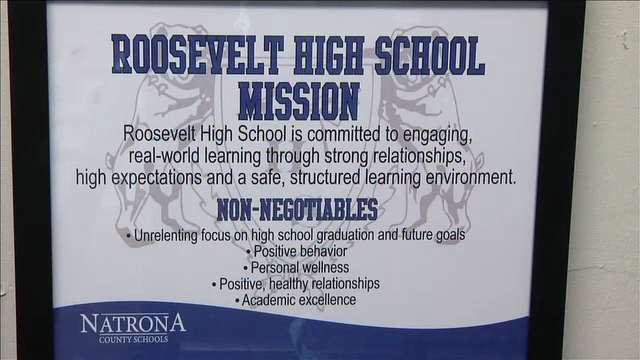 ROOSEVELT HIGH SCHOOL
MISSION
Roosevelt High School is committed to engaging,
real-world learning through strong relationships,
high expectations and a safe, structured learning environment.
NON-NEGOTIABLES
• Unrelenting focus on high school graduation and future goals
• Positive behavior
• Personal wellness
• Positive, healthy relationships
• Academic excellence
NATRONA
COUNTY SCHOOLS